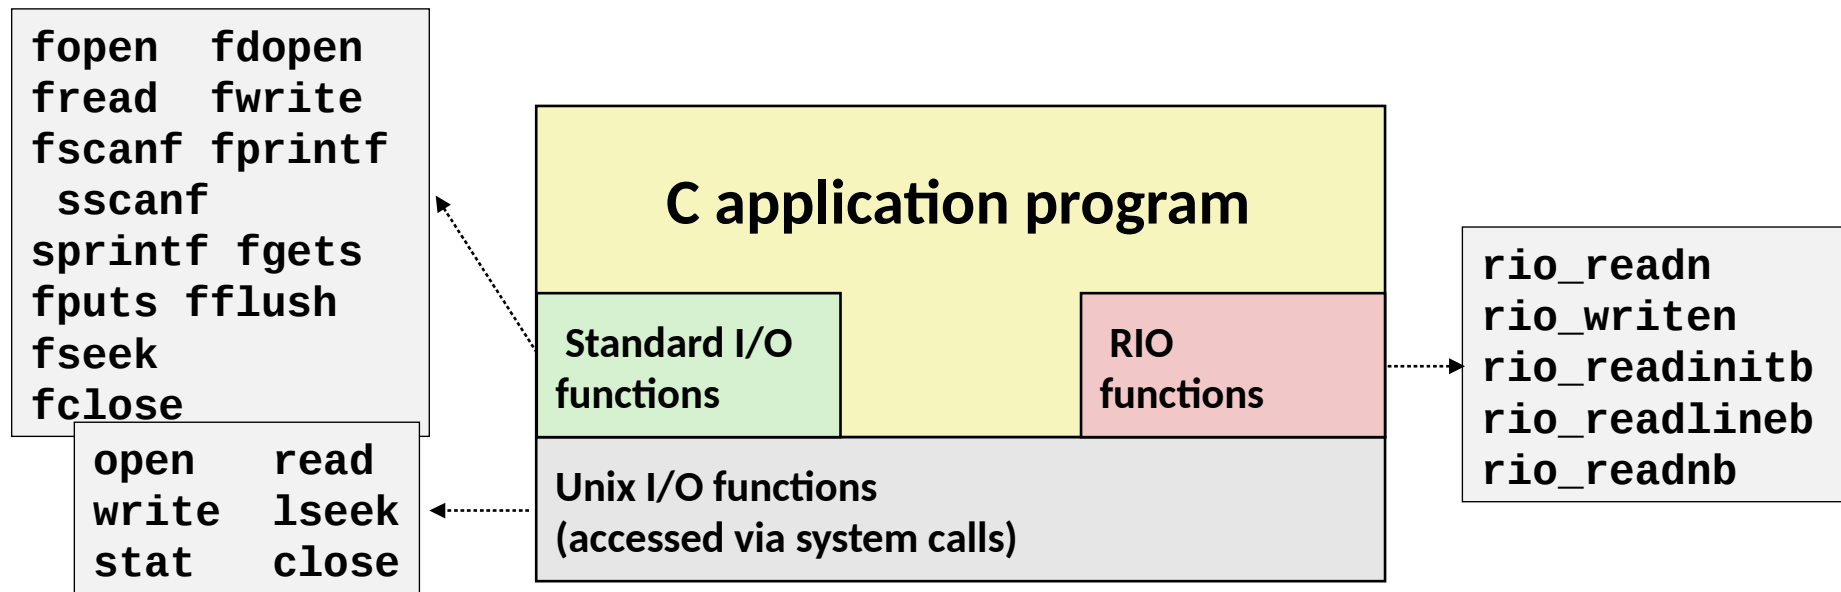 fopen fdopen
fread fwrite
fscanf fprintf
sscanf
sprintf fgets
fputs fflush
fseek
fclose
open read
write lseek
stat close
C application program
Standard I/O
functions
RIO
functions
Unix I/O functions
(accessed via system calls)
rio_readn
rio_writen
rio_readinitb
rio_readlineb
rio_readnb